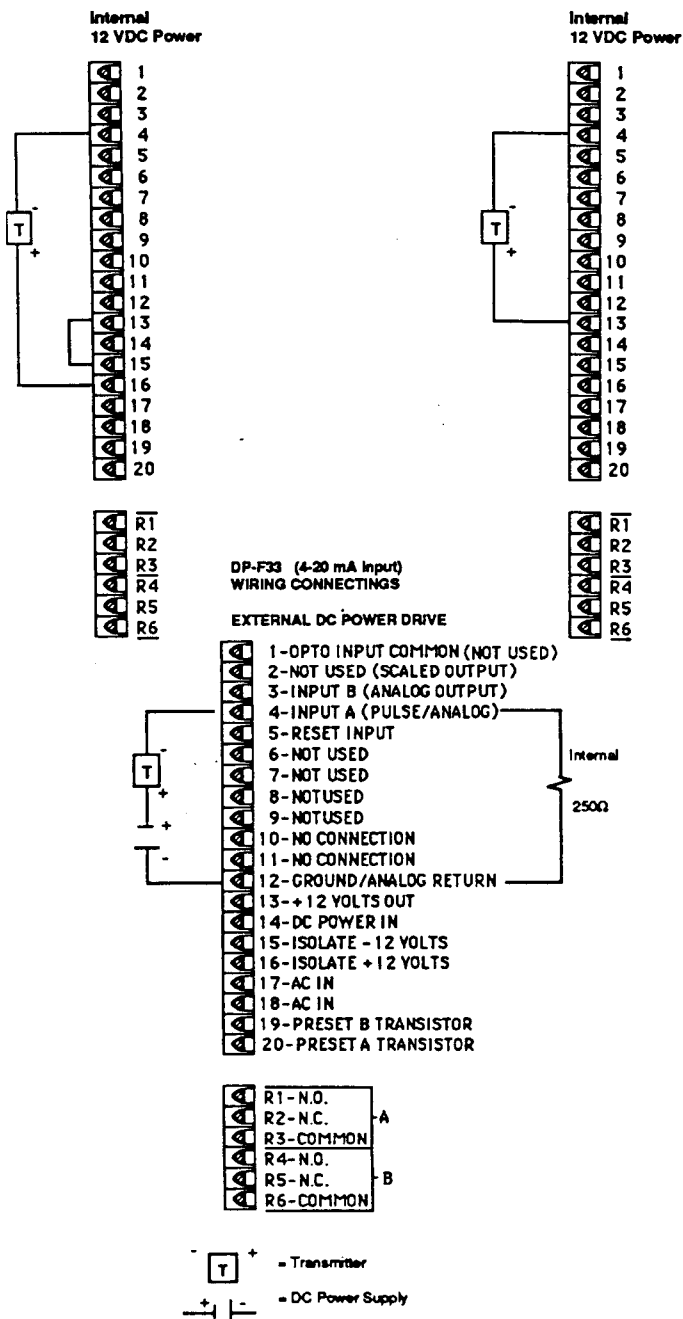 Internal
12 VDC Power
1
2
3
4
5
6
7
8
9
10
11
12
13
14
15
16
17
18
19
20
R1
R2
R3
R4
R5
R6
-
T
+
Internal
12 VDC Power
1
2
3
4
5
6
7
8
9
10
11
12
13
14
15
16
17
18
19
20
R1
R2
R3
R4
R5
R6
-
T
+
DP-F33 (4-20 mA Input)
WIRING CONNECTINGS
EXTERNAL DC POWER DRIVE
1-OPTO INPUT COMMON (NOT USED)
2-NOT USED (SCALED OUTPUT)
3-INPUT B (ANALOG OUTPUT)
4-INPUT A (PULSE/ANALOG)
5-RESET INPUT
6-NOT USED
7-NOT USED
8-NOTUSED
9-NOTUSED
10-NO CONNECTION
11-NO CONNECTION
12-GROUND/ANALOG RETURN
13-+12 VOLTS OUT
14-DC POWER IN
15-ISOLATE -12 VOLTS
16-ISOLATE +12 VOLTS
17-AC IN
18-AC IN
19-PRESET B TRANSISTOR
20-PRESET A TRANSISTOR
-
T
+
+
-
Internal
250Ω
R1-N.O.
R2-N.C.
R3-COMMON
A
R4-N.O.
R5-N.C.
R6-COMMON
B
- T + = Transmitter
+ - = DC Power Supply